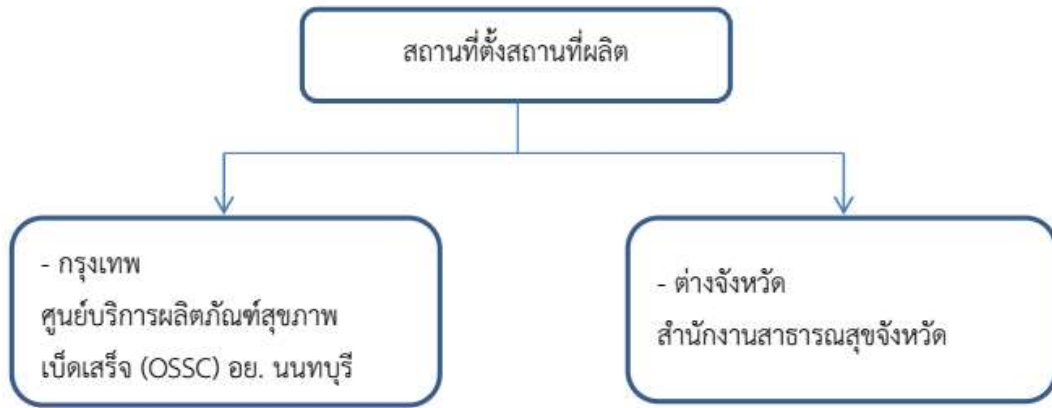 สถานที่ตั้งสถานที่ผลิต
- กรุงเทพ
ศูนย์บริการผลิตภัณฑ์สุขภาพ
เบ็ดเสร็จ (OSSC) อย. นนทบุรี
- ต่างจังหวัด
สำนักงานสาธารณสุขจังหวัด